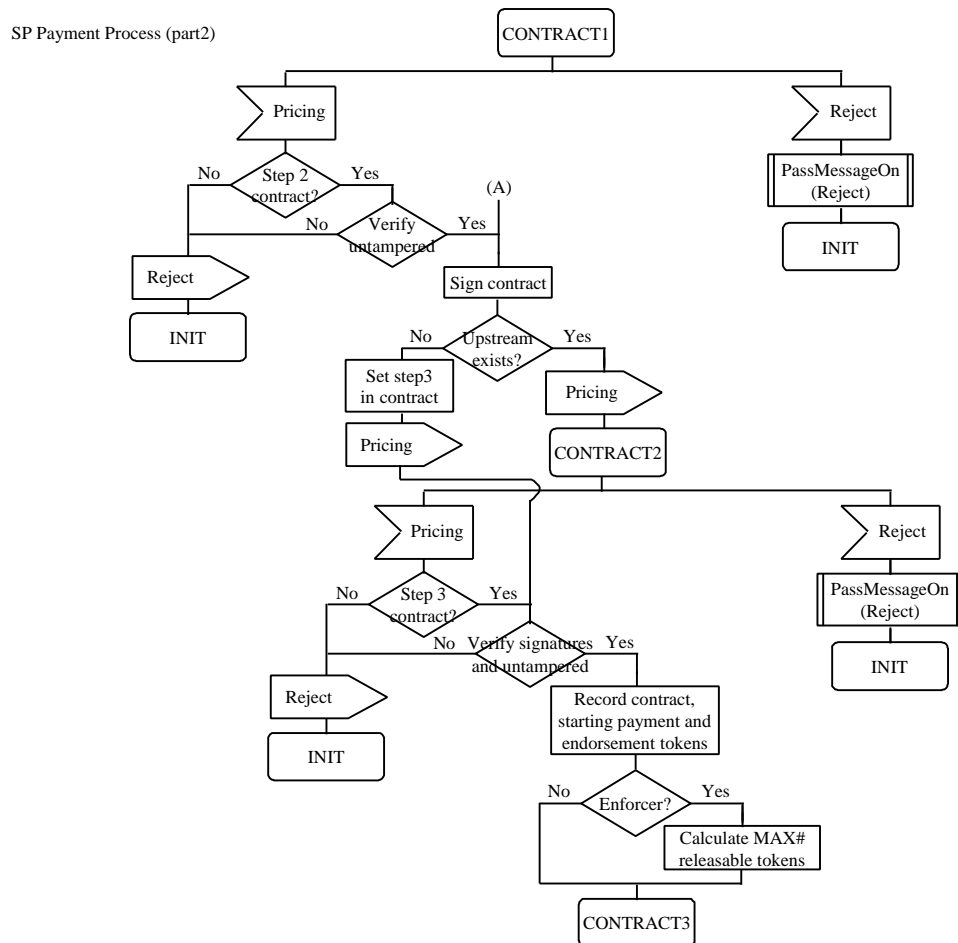 SP Payment Process (part2)
CONTRACT1
Pricing
Reject
No
Step 2
contract?
Yes
PassMessageOn
(Reject)
(A)
No
Verify
untampered
Yes
INIT
Reject
Sign contract
INIT
No
Upstream
exists?
Yes
Set step3
in contract
Pricing
Pricing
CONTRACT2
Pricing
Reject
No
Step 3
contract?
Yes
PassMessageOn
(Reject)
No
Verify signatures
and untampered
Yes
INIT
Reject
Record contract,
starting payment and
endorsement tokens
INIT
No
Enforcer?
Yes
Calculate MAX#
releasable tokens
CONTRACT3